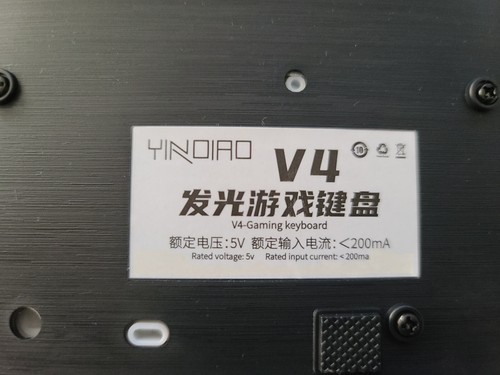 YINDIAO V4
发光游戏键盘
V4-Gaming keyboard
额定电压:5V 额定输入电流:＜200mA
Rated voltage: 5v Rated input current: < 200ma